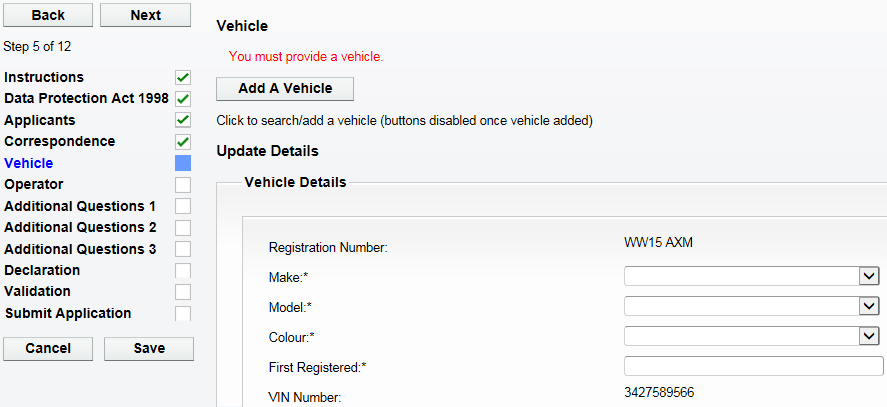 Back Next
Step 5 of 12
Instructions
Data Protection Act 1998
Applicants
Correspondence
Vehicle
Operator
Additional Questions 1
Additional Questions 2
Additional Questions 3
Declaration
Validation
Submit Application
Cancel Save
Vehicle
You must provide a vehicle.
Add A Vehicle
Click to search/add a vehicle (buttons disabled once vehicle added)
Update Details
Vehicle Details
Registration Number: WW15 AXM
Make:*
Model:*
Colour:*
First Registered:*
VIN Number: 3427589566